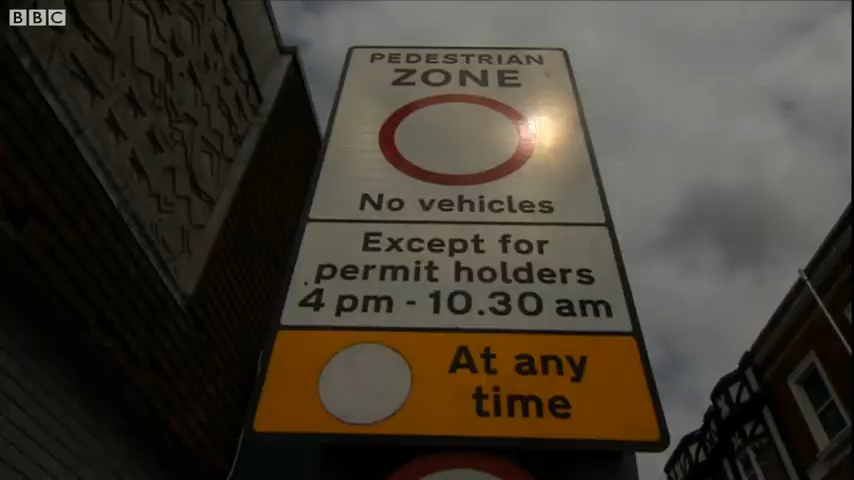 BBC
PEDESTRIAN
ZONE
No vehicles
Except for
permit holders
4 pm - 10.30 am
At any
time